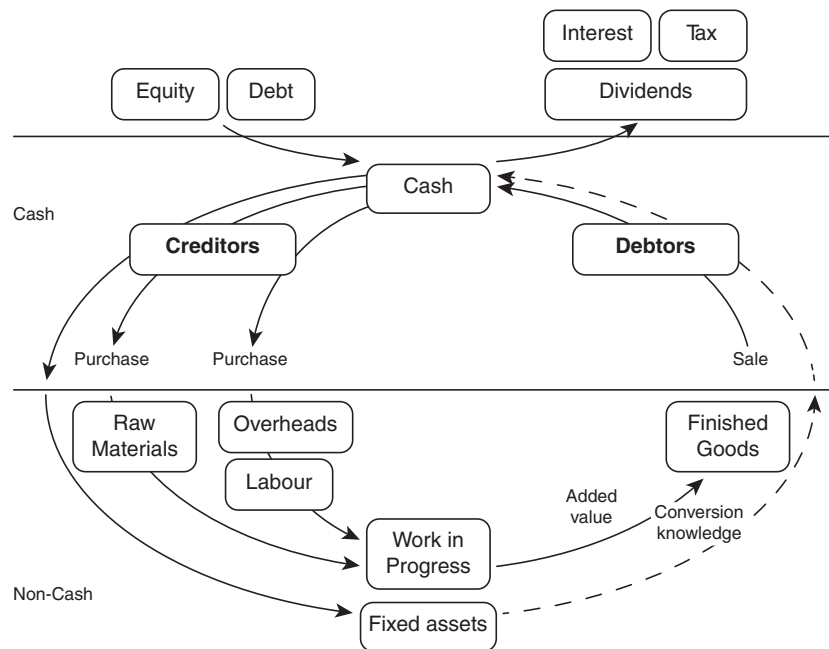 Interest
Tax
Equity
Debt
Dividends
Cash
Cash
Creditors
Debtors
Purchase
Purchase
Sale
Raw
Materials
Overheads
Finished
Goods
Labour
Added
value
Conversion
knowledge
Work in
Progress
Non-Cash
Fixed assets